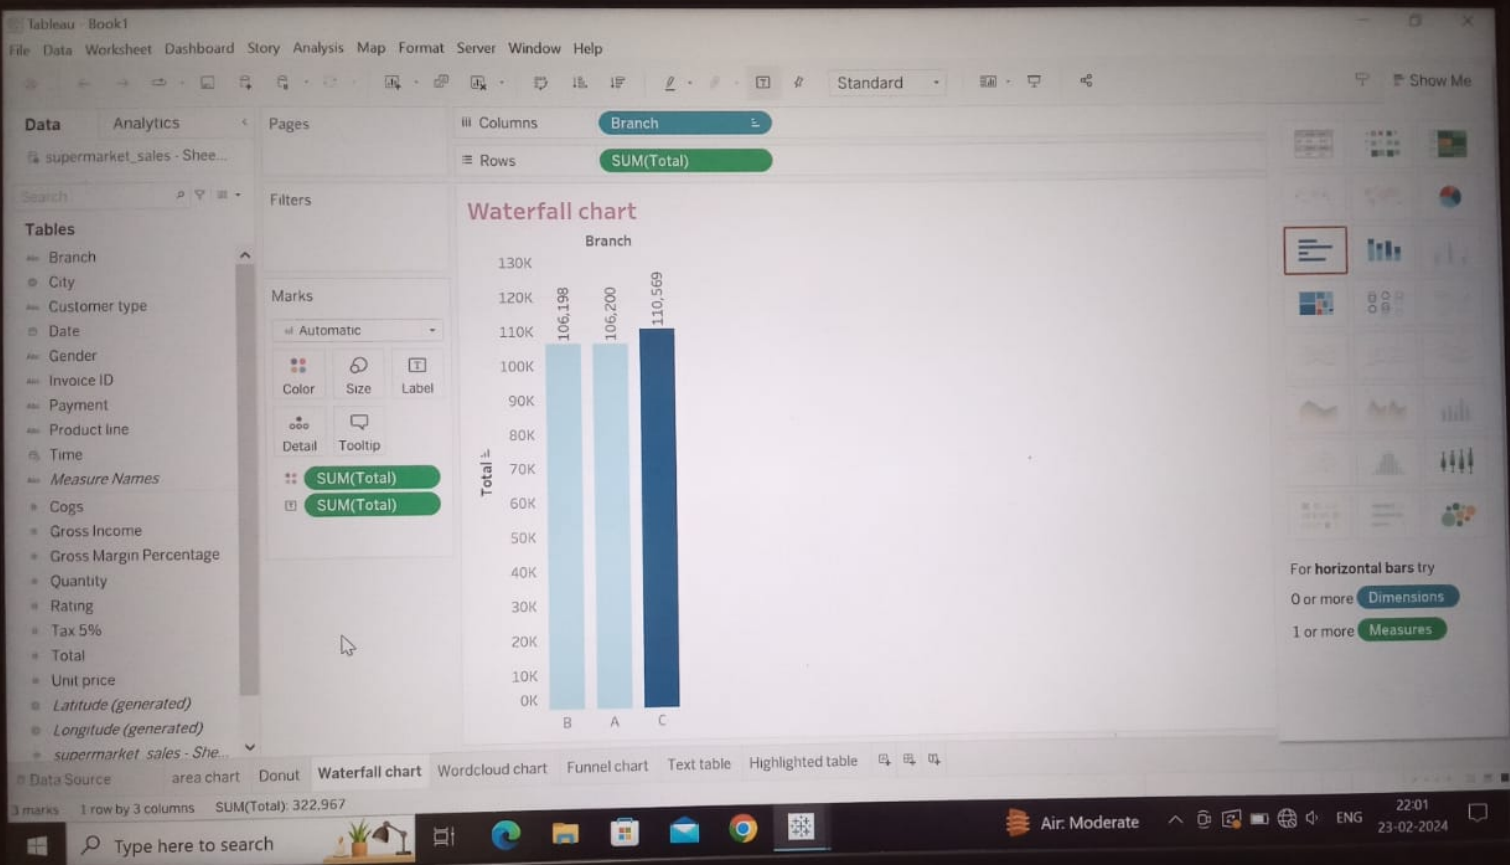 Tableau - Book1
File Data Worksheet Dashboard Story Analysis Map Format Server Window Help
Standard
Show Me
Data Analytics
supermarket_sales - Shee...
Search
Tables
Branch
City
Customer type
Date
Gender
Invoice ID
Payment
Product line
Time
Measure Names
Cogs
Gross Income
Gross Margin Percentage
Quantity
Rating
Tax 5%
Total
Unit price
Latitude (generated)
Longitude (generated)
supermarket_sales - She...
Pages
Filters
Marks
Automatic
Color Size Label
Detail Tooltip
SUM(Total)
SUM(Total)
Columns Branch
Rows SUM(Total)
Waterfall chart
Branch
130K
120K
110K
100K
90K
80K
70K
60K
50K
40K
30K
20K
10K
0K
Total
106,198
106,200
110,569
B A C
For horizontal bars try
0 or more Dimensions
1 or more Measures
Data Source area chart Donut Waterfall chart Wordcloud chart Funnel chart Text table Highlighted table
3 marks 1 row by 3 columns SUM(Total): 322,967
Type here to search
Air: Moderate
ENG
22:01
23-02-2024